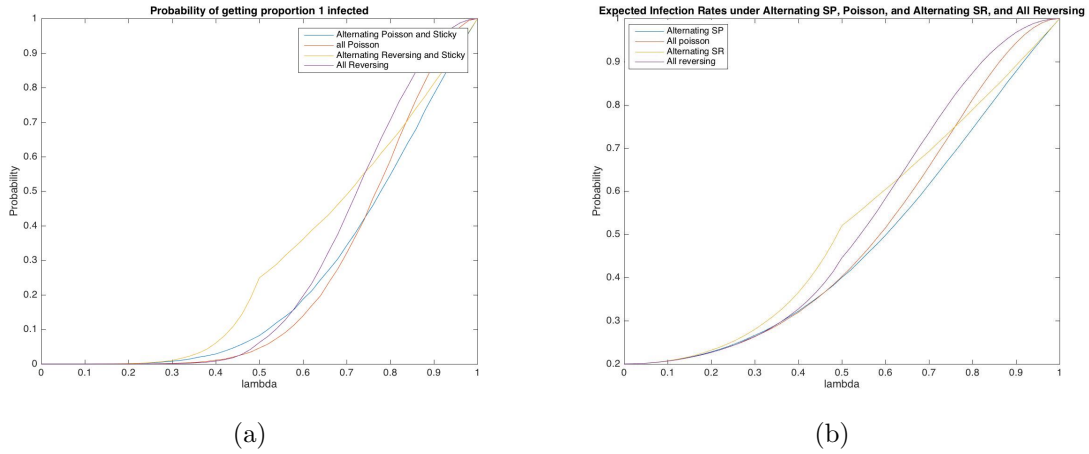 Probability of getting proportion 1 infected
1
0.9
0.8
0.7
0.6
0.5
0.4
0.3
0.2
0.1
0
Probability
Alternating Poisson and Sticky
all Poisson
Alternating Reversing and Sticky
All Reversing
0 0.1 0.2 0.3 0.4 0.5 0.6 0.7 0.8 0.9 1
lambda
(a)
Expected Infection Rates under Alternating SP, Poisson, and Alternating SR, and All Reversing
1
0.9
0.8
0.7
0.6
0.5
0.4
0.3
0.2
Probability
Alternating SP
All poisson
Alternating SR
All reversing
0 0.1 0.2 0.3 0.4 0.5 0.6 0.7 0.8 0.9 1
lambda
(b)